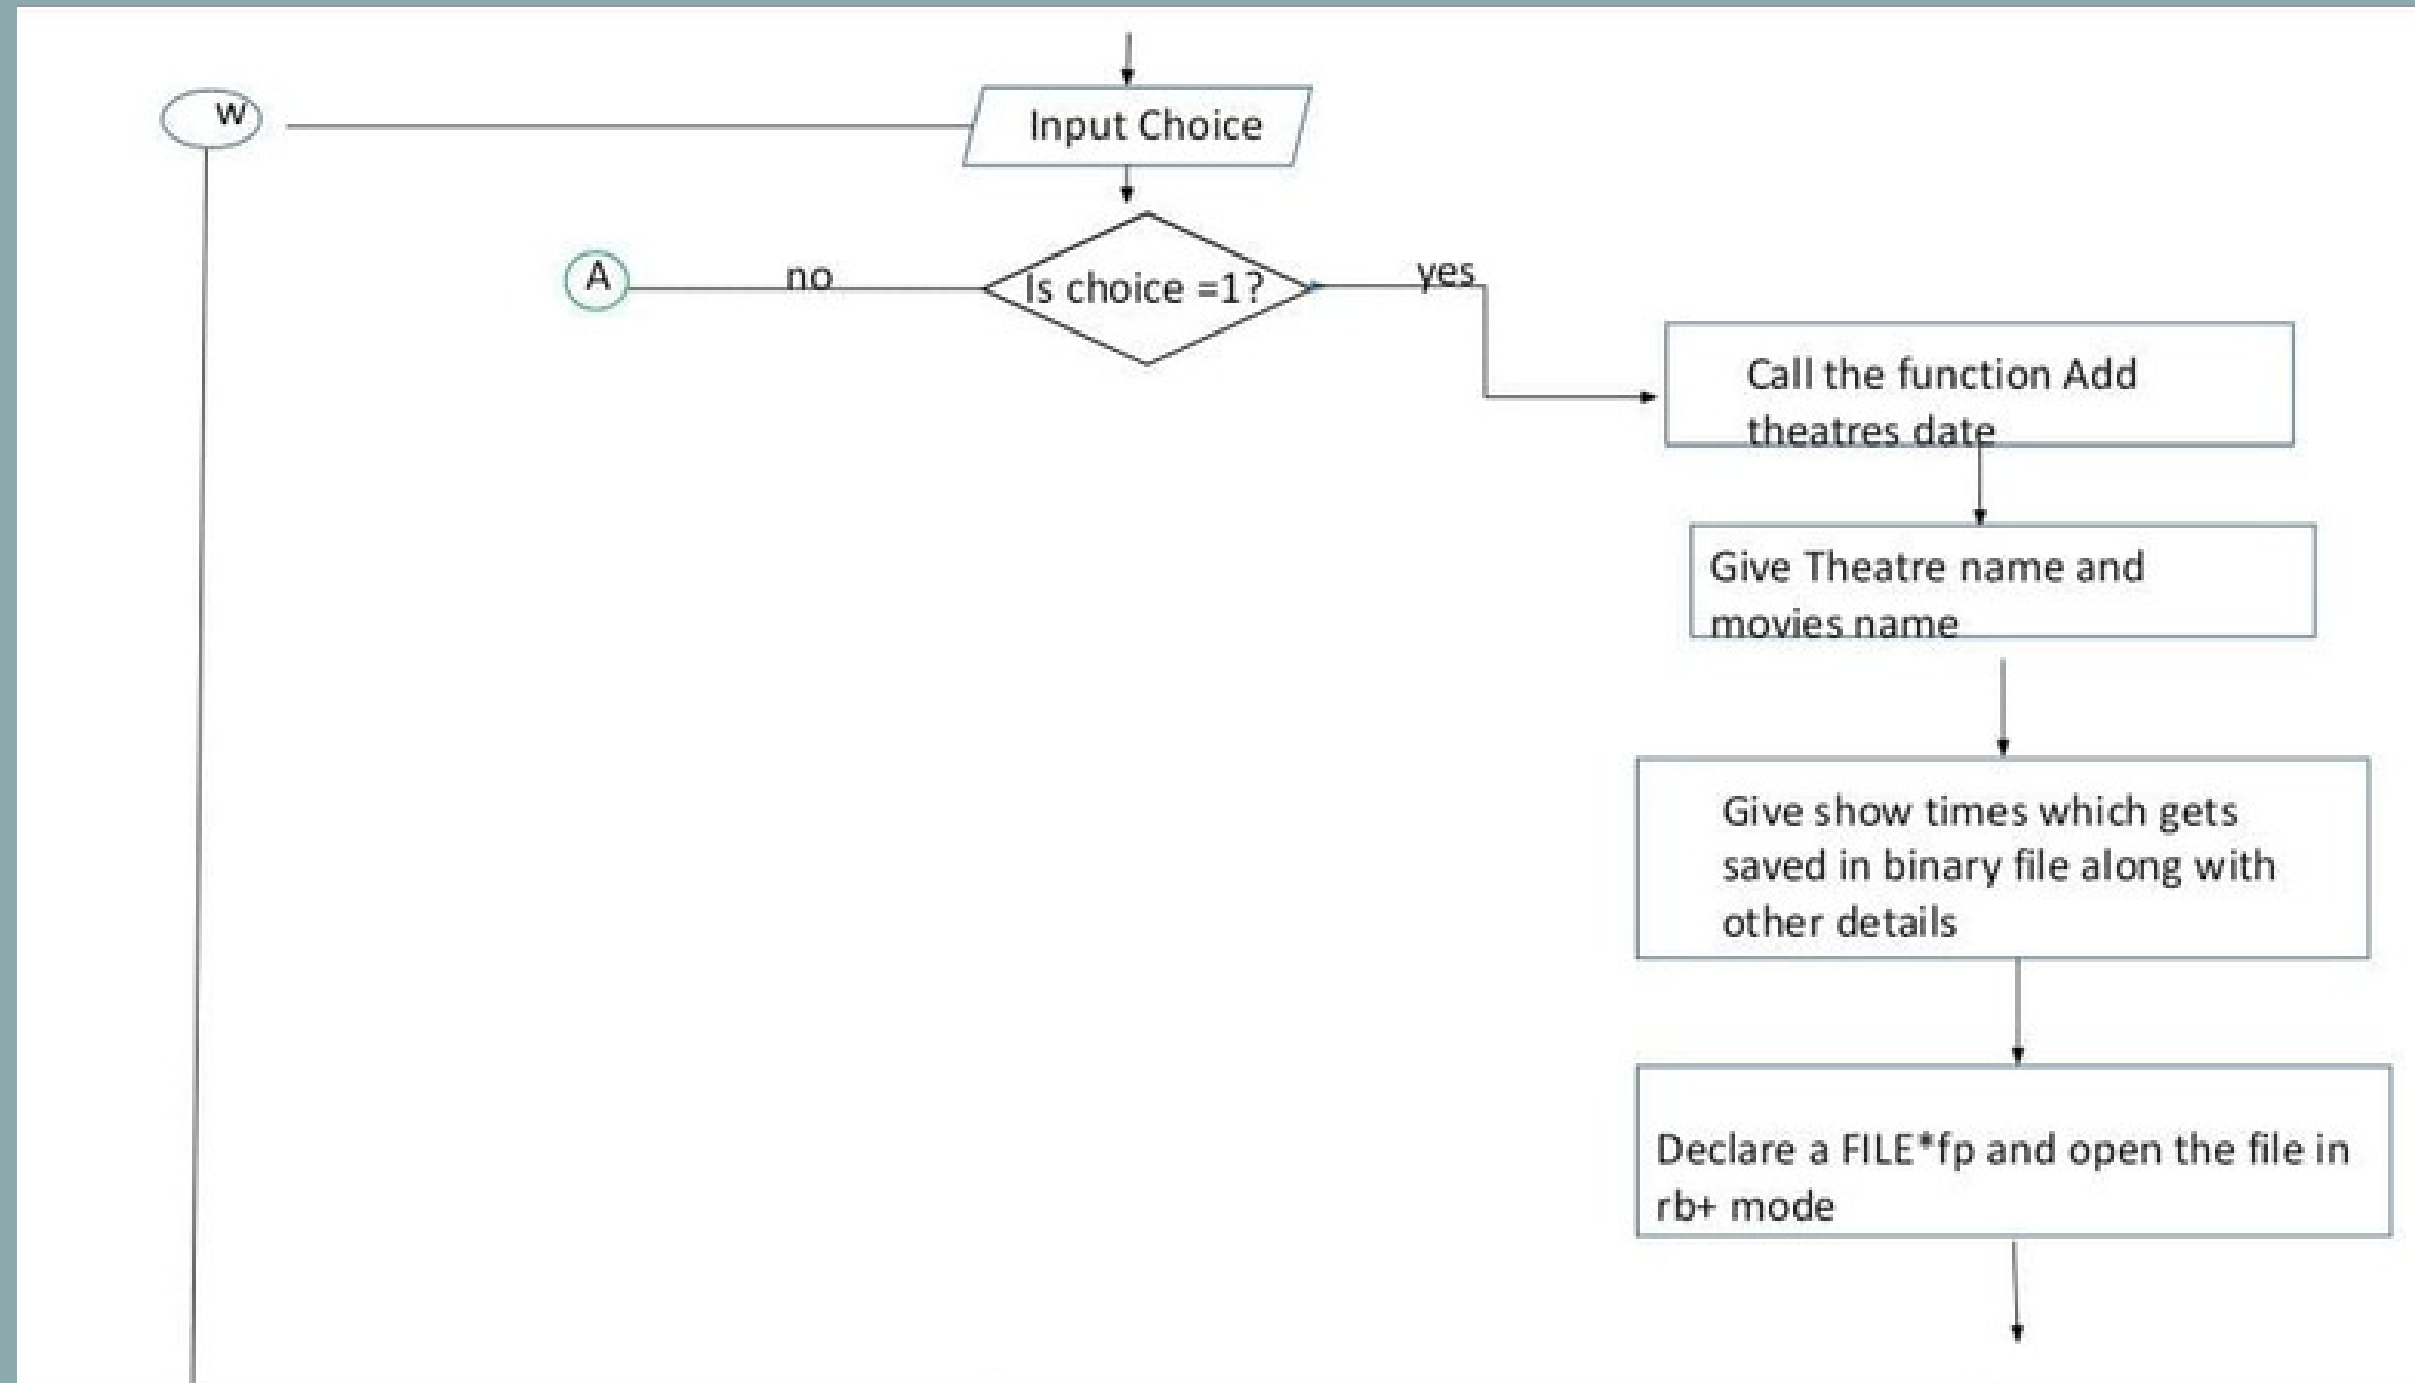 w
Input Choice
A
no
Is choice =1?
yes
Call the function Add
theatres date
Give Theatre name and
movies name
Give show times which gets
saved in binary file along with
other details
Declare a FILE*fp and open the file in
rb+ mode